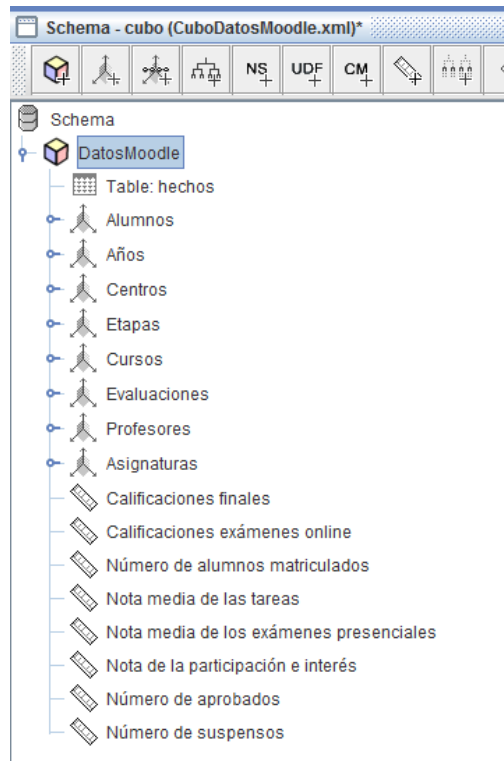 Schema - cubo (CuboDatosMoodle.xml)*
NS UDF CM
Schema
DatosMoodle
Table: hechos
Alumnos
Años
Centros
Etapas
Cursos
Evaluaciones
Profesores
Asignaturas
Calificaciones finales
Calificaciones exámenes online
Número de alumnos matriculados
Nota media de las tareas
Nota media de los exámenes presenciales
Nota de la participación e interés
Número de aprobados
Número de suspensos